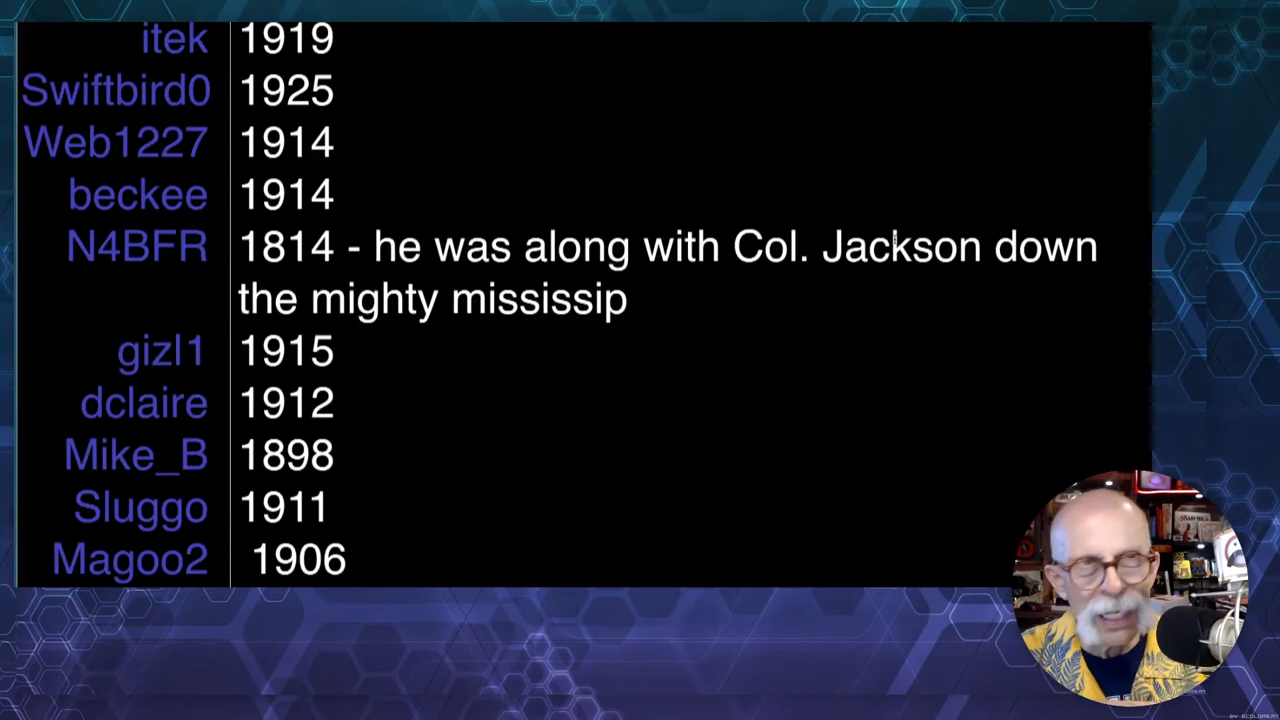 itek 1919
Swiftbird0 1925
Web1227 1914
beckee 1914
N4BFR 1814 - he was along with Col. Jackson down
the mighty mississip
gizl1 1915
dclaire 1912
Mike_B 1898
Sluggo 1911
Magoo2 1906